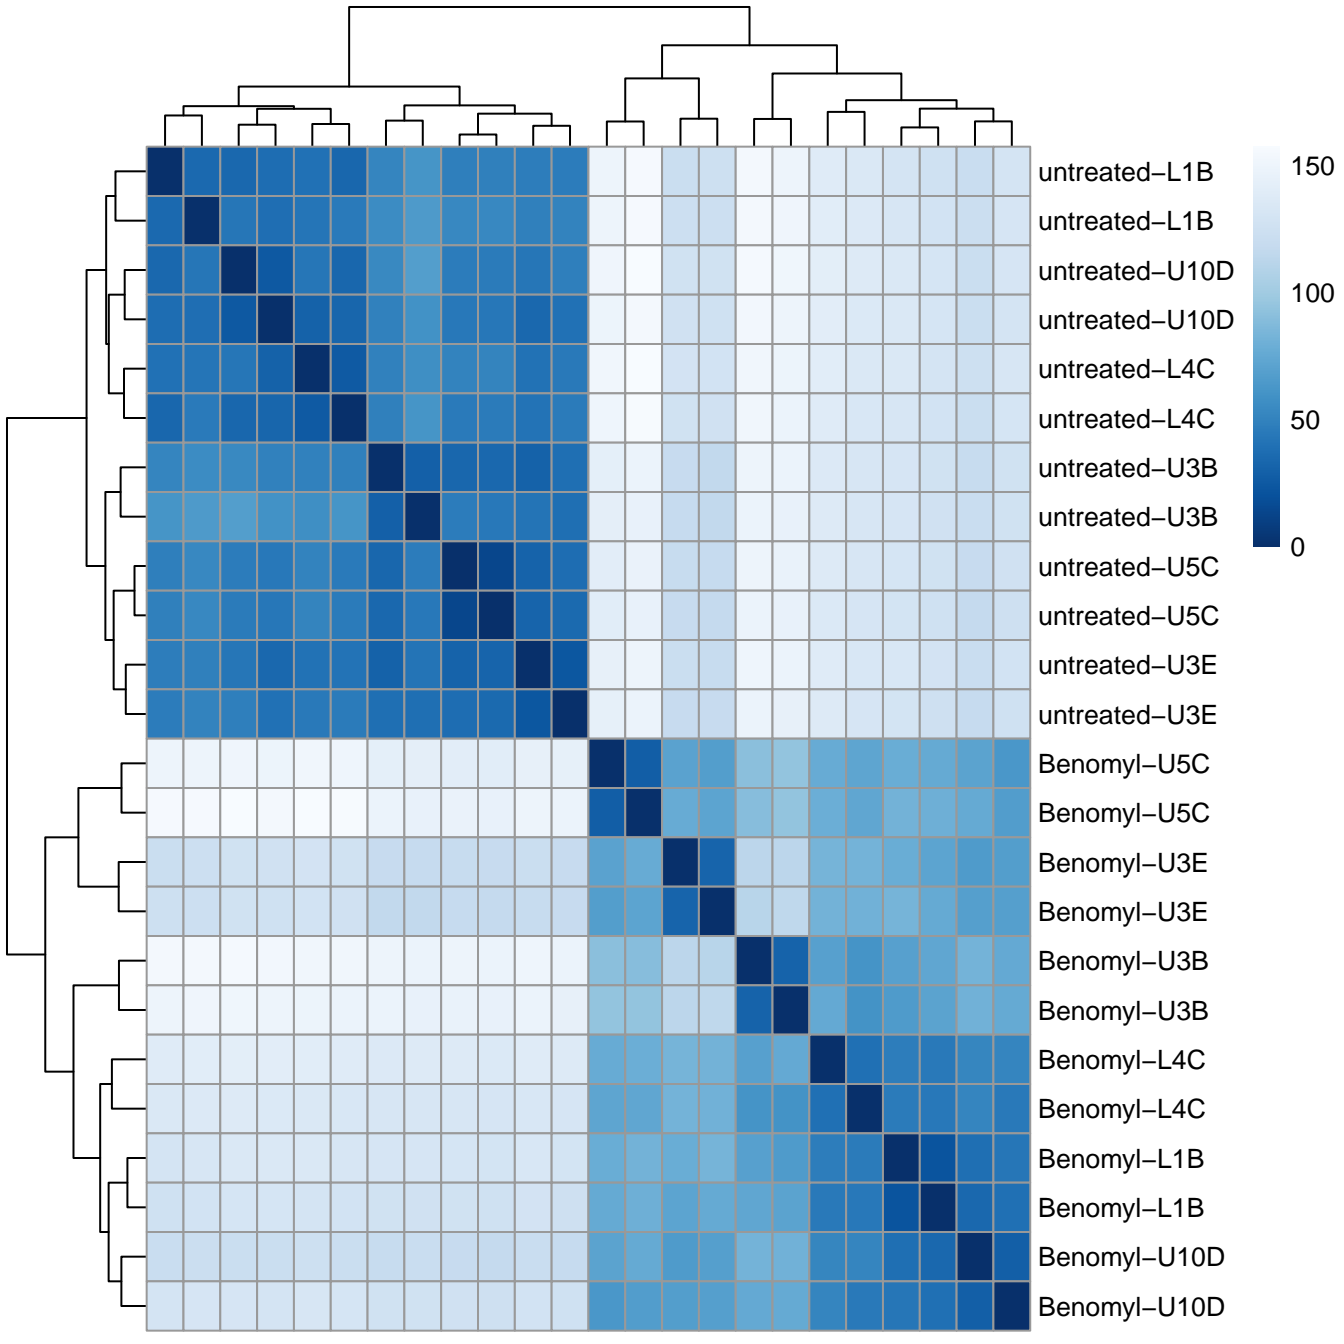 untreated−L1B
untreated−L1B
untreated−U10D
untreated−U10D
untreated−L4C
untreated−L4C
untreated−U3B
untreated−U3B
untreated−U5C
untreated−U5C
untreated−U3E
untreated−U3E
Benomyl−U5C
Benomyl−U5C
Benomyl−U3E
Benomyl−U3E
Benomyl−U3B
Benomyl−U3B
Benomyl−L4C
Benomyl−L4C
Benomyl−L1B
Benomyl−L1B
Benomyl−U10D
Benomyl−U10D
150
100
50
0